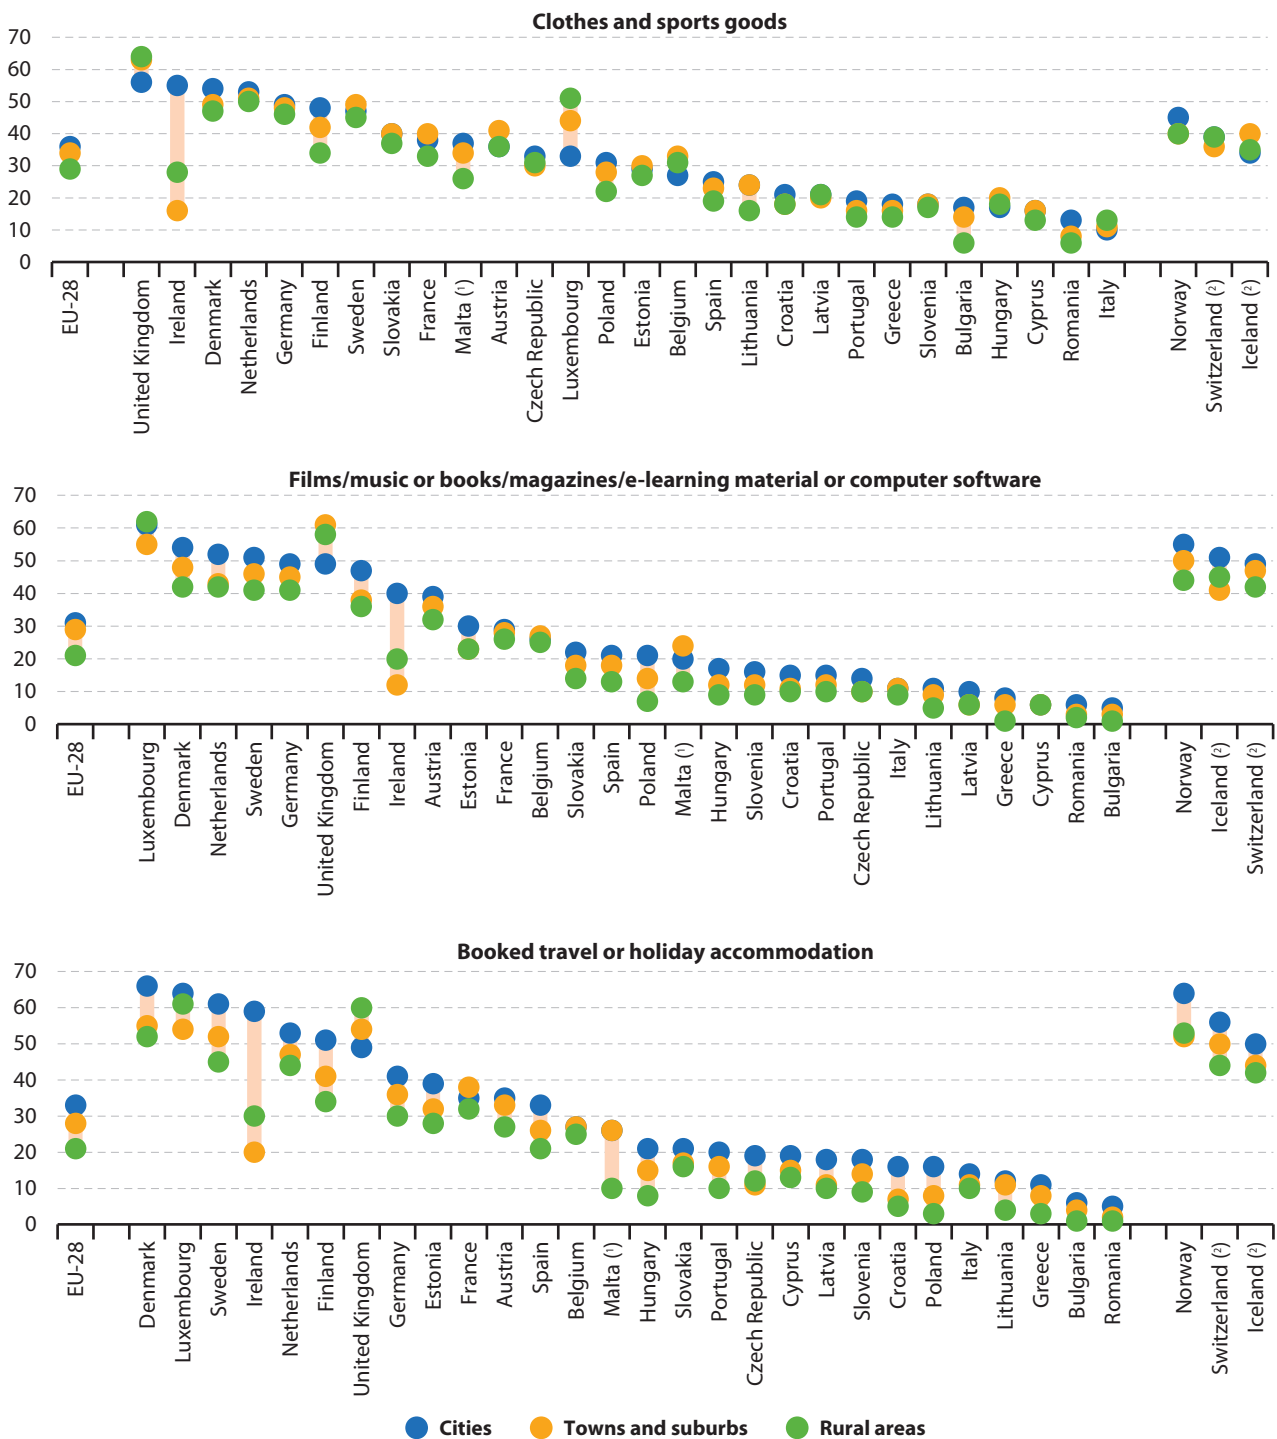 Clothes and sports goods
70
60
50
40
30
20
10
0
EU-28
United Kingdom
Ireland
Denmark
Netherlands
Germany
Finland
Sweden
Slovakia
France
Malta (¹)
Austria
Czech Republic
Luxembourg
Poland
Estonia
Belgium
Spain
Lithuania
Croatia
Latvia
Portugal
Greece
Slovenia
Bulgaria
Hungary
Cyprus
Romania
Italy
Norway
Switzerland (²)
Iceland (²)
Films/music or books/magazines/e-learning material or computer software
70
60
50
40
30
20
10
0
EU-28
Luxembourg
Denmark
Netherlands
Sweden
Germany
United Kingdom
Finland
Ireland
Austria
Estonia
France
Belgium
Slovakia
Spain
Poland
Malta (¹)
Hungary
Slovenia
Croatia
Portugal
Czech Republic
Italy
Lithuania
Latvia
Greece
Cyprus
Romania
Bulgaria
Norway
Iceland (²)
Switzerland (²)
Booked travel or holiday accommodation
70
60
50
40
30
20
10
0
EU-28
Denmark
Luxembourg
Sweden
Ireland
Netherlands
Finland
United Kingdom
Germany
Estonia
France
Austria
Spain
Belgium
Malta (¹)
Hungary
Slovakia
Portugal
Czech Republic
Cyprus
Latvia
Slovenia
Croatia
Poland
Italy
Lithuania
Greece
Bulgaria
Romania
Norway
Switzerland (²)
Iceland (²)
Cities Towns and suburbs Rural areas